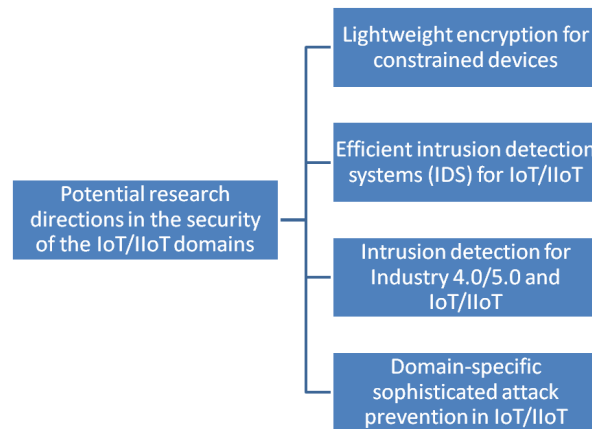 Lightweight encryption for
constrained devices
Efficient intrusion detection
systems (IDS) for IoT/IIoT
Potential research
directions in the security
of the IoT/IIoT domains
Intrusion detection for
Industry 4.0/5.0 and
IoT/IIoT
Domain-specific
sophisticated attack
prevention in IoT/IIoT